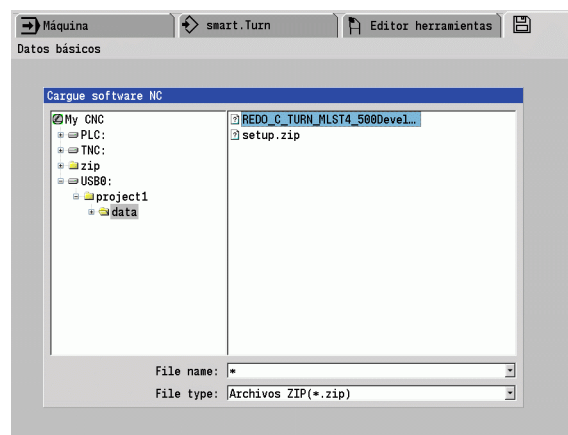 Máquina
smart.Turn
Editor herramientas
Datos básicos
Cargue software NC
My CNC
PLC:
TNC:
zip
USB0:
project1
data
REDO_C_TURN_MLST4_500Devel...
setup.zip
File name: *
File type: Archivos ZIP(*.zip)